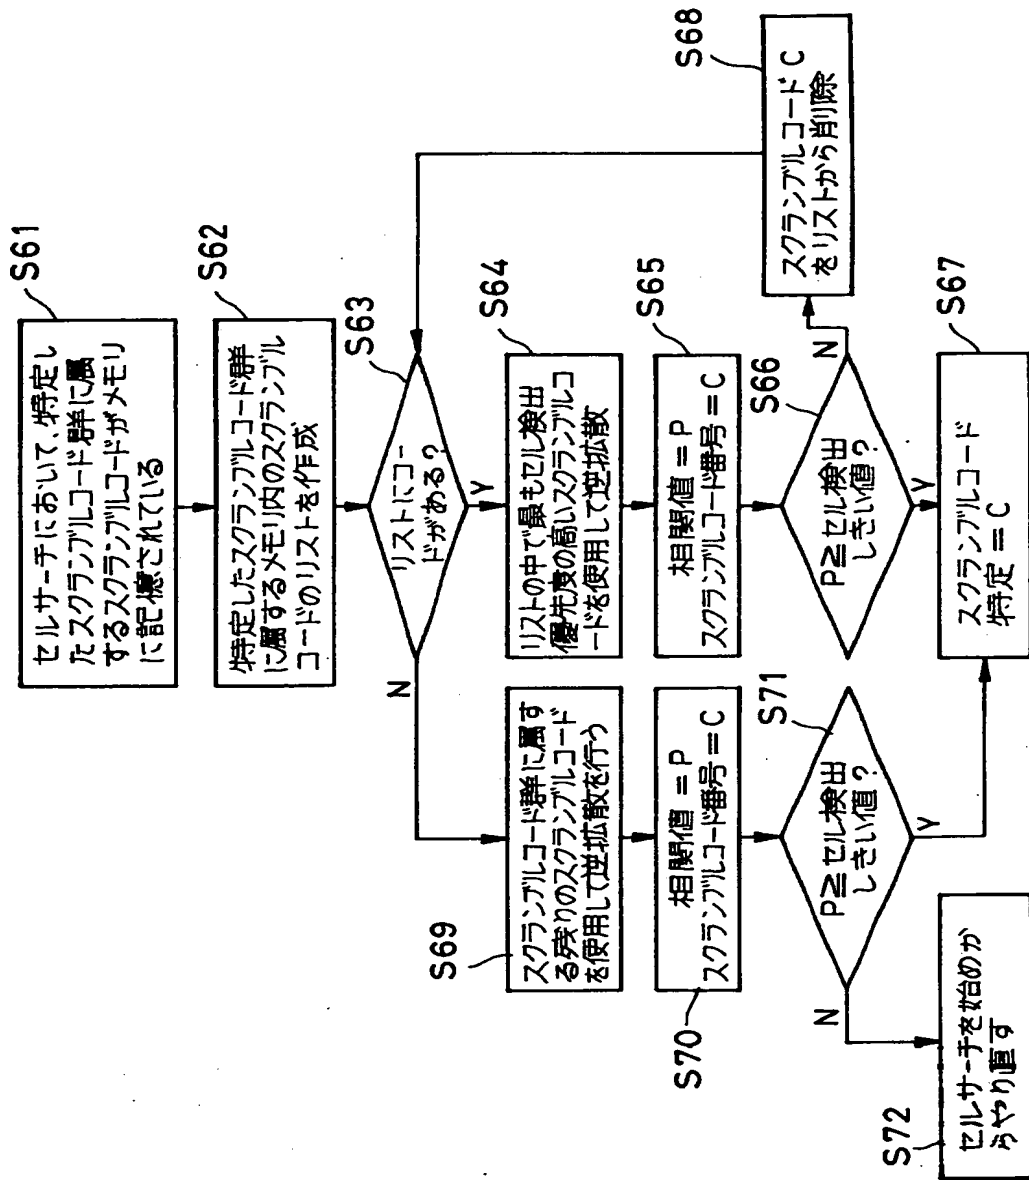 S61
セルサーチにおいて、特定し
たスクランブルコード群に属
するスクランブルコードがメモリ
に記憶されている
S62
特定したスクランブルコード群
に属するメモリ内のスクランブル
コードのリストを作成
S63
リストにコー
ドがある?
N
Y
S64
リストの中で最もセル検出
優先度の高いスクランブルコ
ードを使用して逆拡散
S65
相関値=P
スクランブルコード番号=C
S66
P≧セル検出
しきい値?
N
Y
S67
スクランブルコード
特定=C
S68
スクランブルコードC
をリストから削除
S69
スクランブルコード群に属す
る残りのスクランブルコード
を使用して逆拡散を行う
S70
相関値=P
スクランブルコード番号=C
S71
P≧セル検出
しきい値?
N
Y
S72
セルサーチを始めか
らやり直す